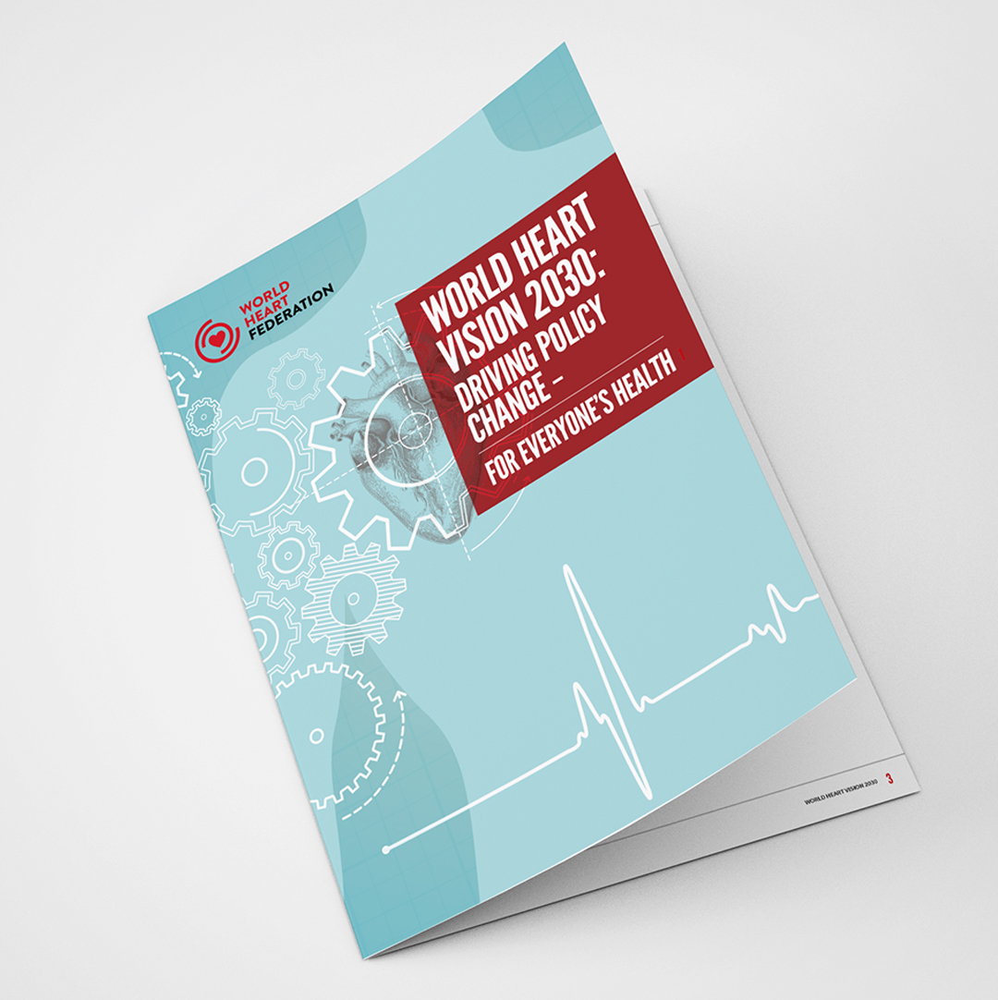 WORLD
HEART
FEDERATION
WORLD HEART
VISION 2030:
DRIVING POLICY
CHANGE –
FOR EVERYONE'S HEALTH
WORLD HEART VISION 2030 3